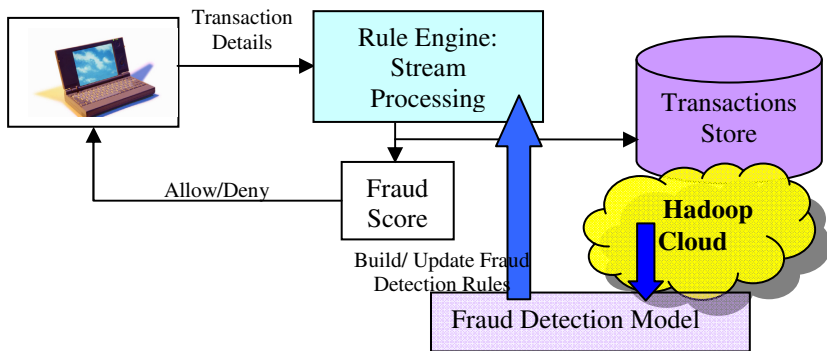 Transaction
Details
Rule Engine:
Stream
Processing
Transactions
Store
Allow/Deny
Fraud
Score
Hadoop
Cloud
Build/ Update Fraud
Detection Rules
Fraud Detection Model